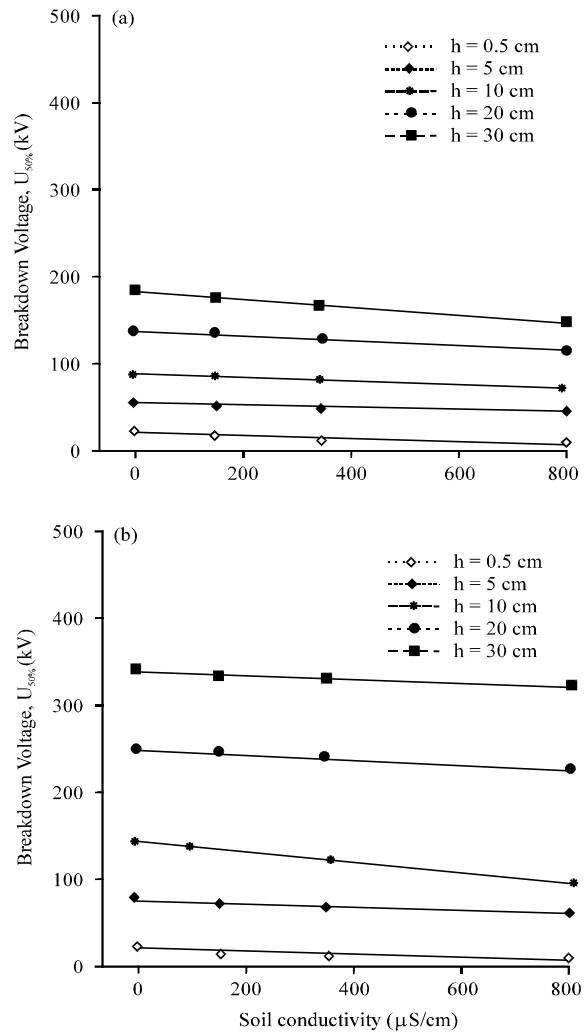 (a)
500
400
300
200
100
0
Breakdown Voltage, U50% (kV)
h = 0.5 cm
h = 5 cm
h = 10 cm
h = 20 cm
h = 30 cm
0 200 400 600 800
(b)
500
400
300
200
100
0
Breakdown Voltage, U50% (kV)
h = 0.5 cm
h = 5 cm
h = 10 cm
h = 20 cm
h = 30 cm
0 200 400 600 800
Soil conductivity (μS/cm)